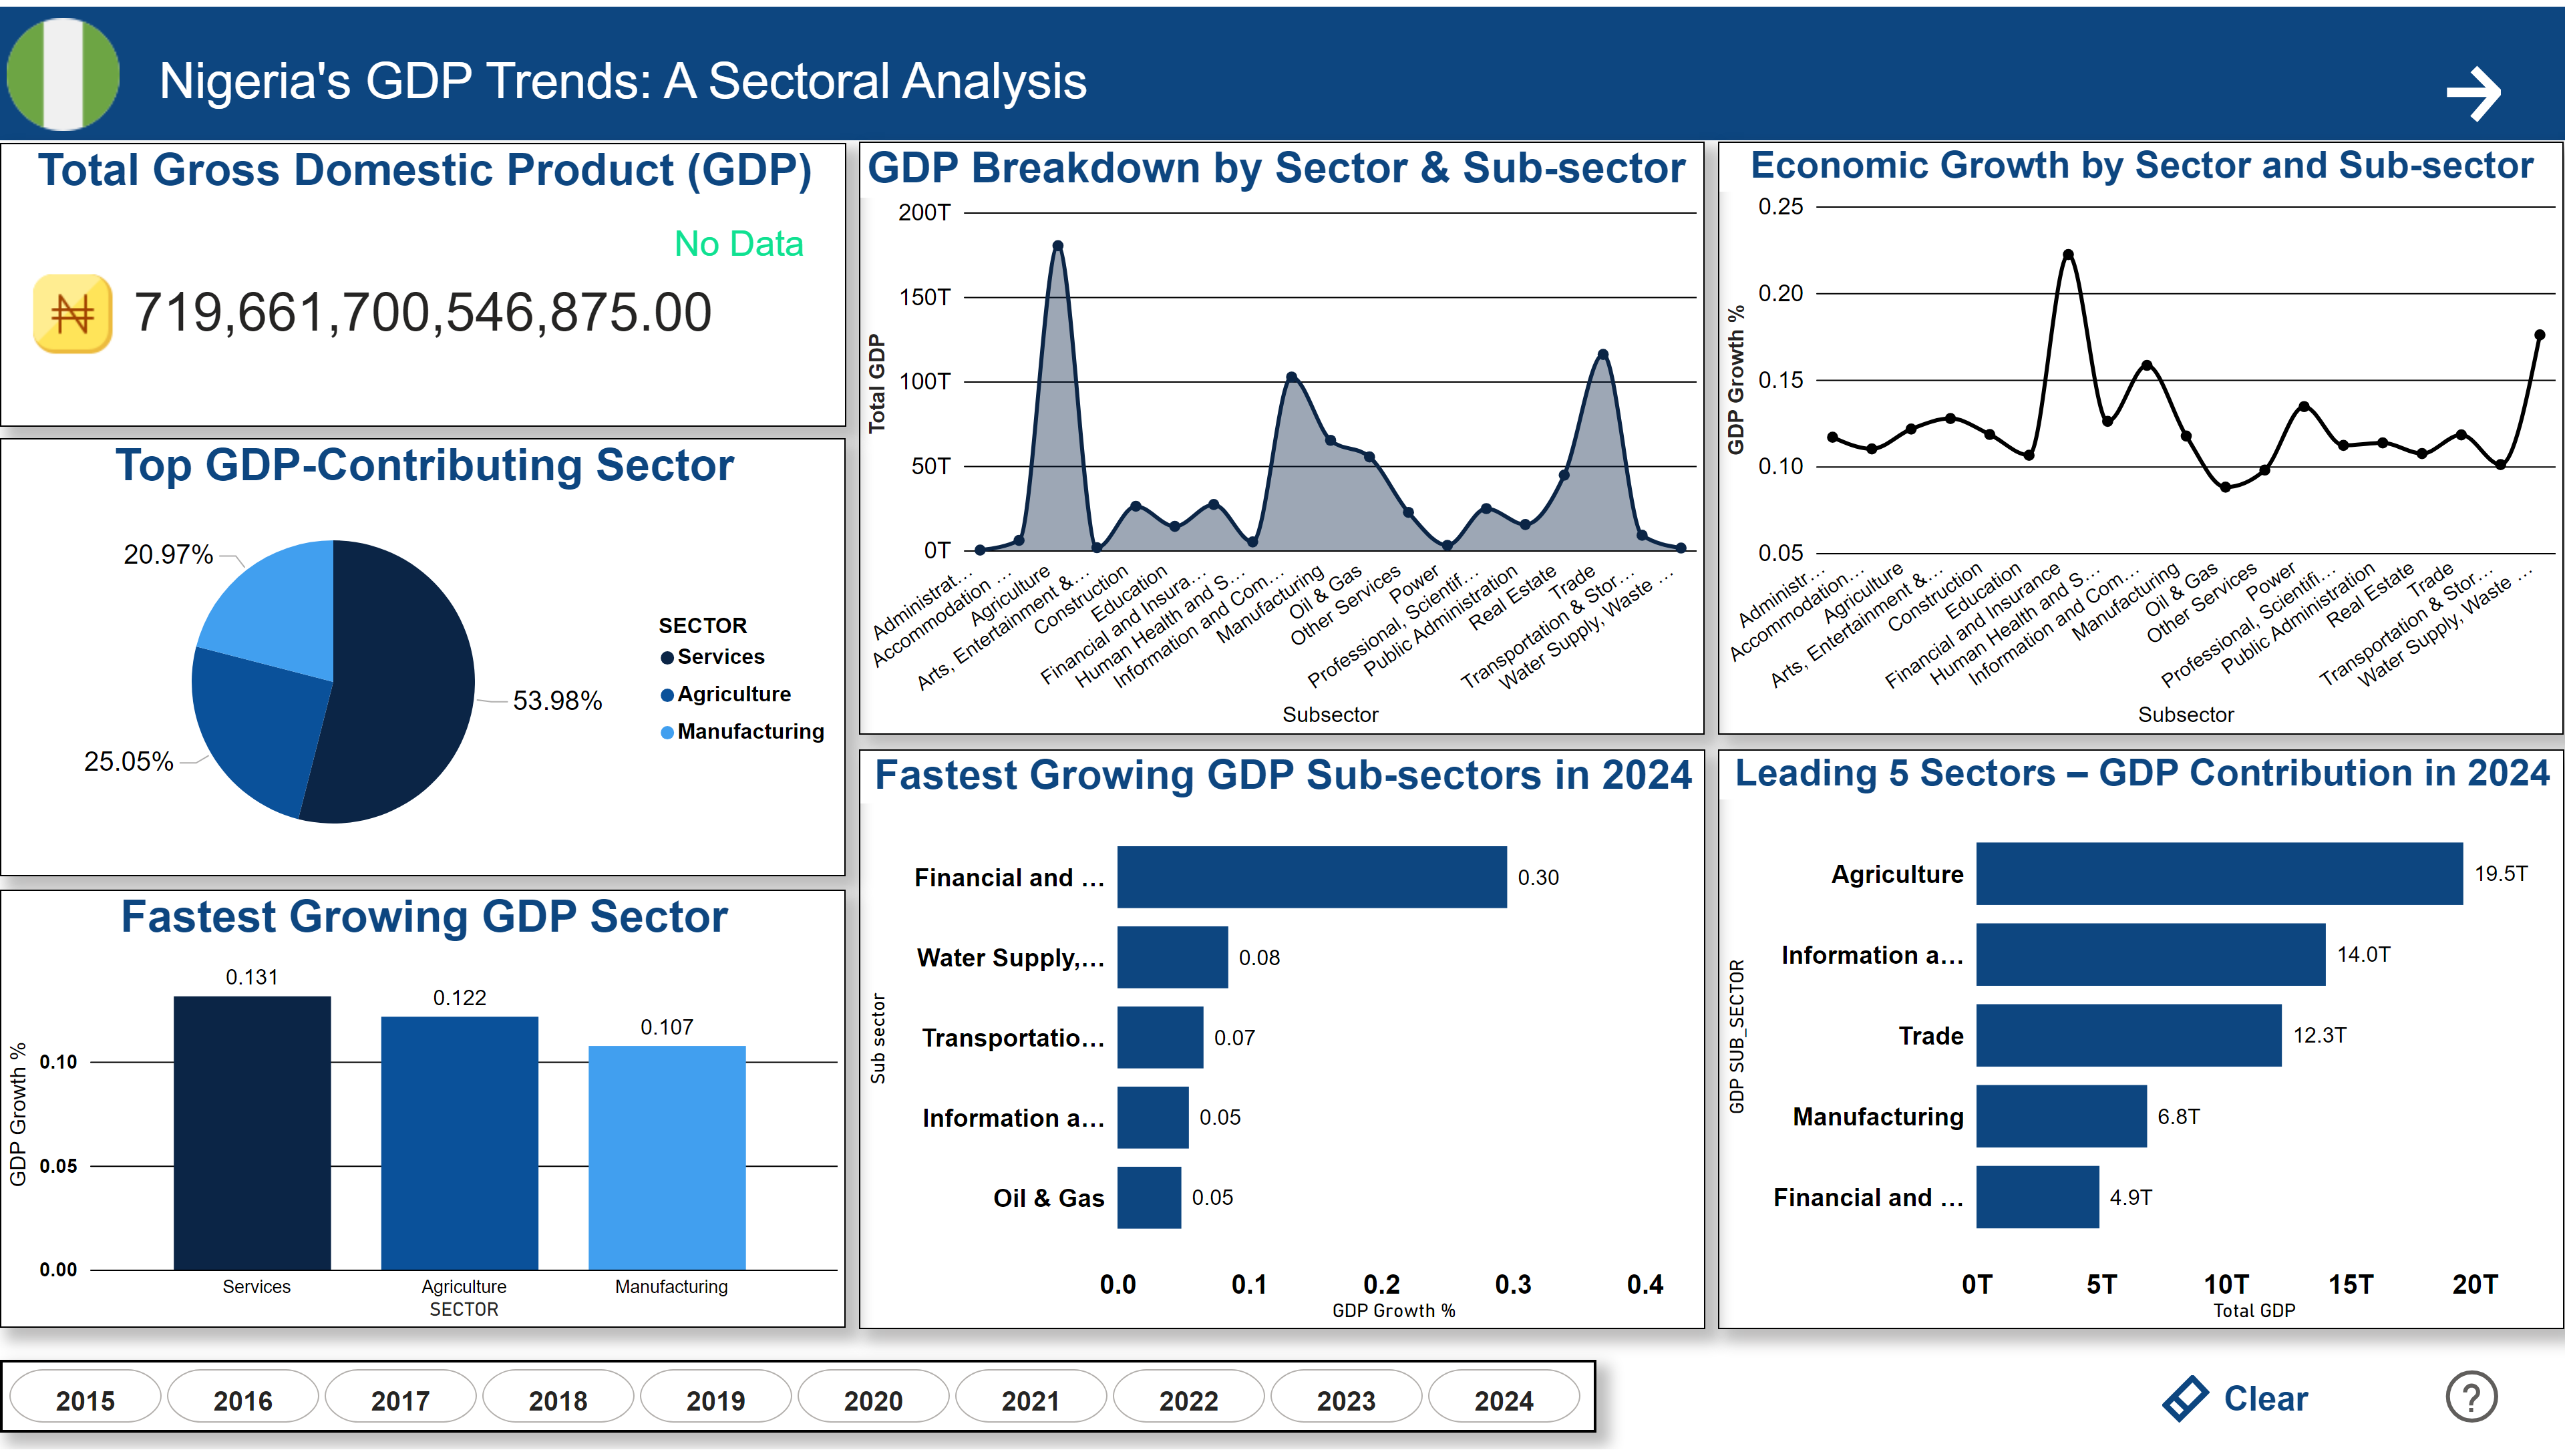 Nigeria's GDP Trends: A Sectoral Analysis
Total Gross Domestic Product (GDP)
No Data
₦ 719,661,700,546,875.00
Top GDP-Contributing Sector
20.97%
53.98%
25.05%
SECTOR
Services
Agriculture
Manufacturing
Fastest Growing GDP Sector
GDP Growth %
0.10
0.05
0.00
0.131
0.122
0.107
Services
Agriculture
Manufacturing
SECTOR
GDP Breakdown by Sector & Sub-sector
Total GDP
200T
150T
100T
50T
0T
Administrat...
Accommodation ...
Agriculture
Arts, Entertainment &...
Construction
Education
Financial and Insura...
Human Health and S...
Information and Com...
Manufacturing
Oil & Gas
Other Services
Power
Professional, Scientif...
Public Administration
Real Estate
Trade
Transportation & Stor...
Water Supply, Waste ...
Subsector
Economic Growth by Sector and Sub-sector
GDP Growth %
0.25
0.20
0.15
0.10
0.05
Administr...
Accommodation...
Agriculture
Arts, Entertainment &...
Construction
Education
Financial and Insurance
Human Health and S...
Information and Com...
Manufacturing
Oil & Gas
Other Services
Power
Professional, Scientifi...
Public Administration
Real Estate
Trade
Transportation & Stor...
Water Supply, Waste ...
Subsector
Fastest Growing GDP Sub-sectors in 2024
Sub sector
Financial and ... 0.30
Water Supply,... 0.08
Transportatio... 0.07
Information a... 0.05
Oil & Gas 0.05
0.0 0.1 0.2 0.3 0.4
GDP Growth %
Leading 5 Sectors – GDP Contribution in 2024
GDP SUB_SECTOR
Agriculture 19.5T
Information a... 14.0T
Trade 12.3T
Manufacturing 6.8T
Financial and ... 4.9T
0T 5T 10T 15T 20T
Total GDP
2015 2016 2017 2018 2019 2020 2021 2022 2023 2024
Clear
?